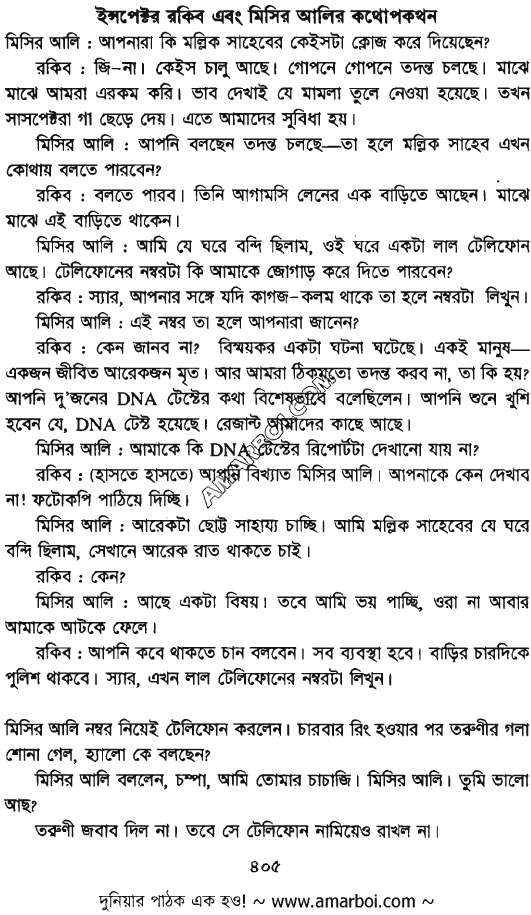 ইন্সপেক্টর রকিব এবং মিসির আলির কথোপকথন
মিসির আলি : আপনারা কি মল্লিক সাহেবের কেইসটা ক্লোজ করে দিয়েছেন?
রকিব : জি-না। কেইস চালু আছে। গোপনে গোপনে তদন্ত চলছে। মাঝে
মাঝে আমরা এরকম করি। ভাব দেখাই যে মামলা তুলে নেওয়া হয়েছে। তখন
সাসপেক্টরা গা ছেড়ে দেয়। এতে আমাদের সুবিধা হয়।
মিসির আলি : আপনি বলছেন তদন্ত চলছে—তা হলে মল্লিক সাহেব এখন
কোথায় বলতে পারবেন?
রকিব : বলতে পারব। তিনি আগামসি লেনের এক বাড়িতে আছেন। মাঝে
মাঝে এই বাড়িতে থাকেন।
মিসির আলি : আমি যে ঘরে বন্দি ছিলাম, ওই ঘরে একটা লাল টেলিফোন
আছে। টেলিফোনের নম্বরটা কি আমাকে জোগাড় করে দিতে পারবেন?
রকিব : স্যার, আপনার সঙ্গে যদি কাগজ-কলম থাকে তা হলে নম্বরটা লিখুন।
মিসির আলি : এই নম্বর তা হলে আপনারা জানেন?
রকিব : কেন জানব না? বিস্ময়কর একটা ঘটনা ঘটেছে। একই মানুষ—
একজন জীবিত আরেকজন মৃত। আর আমরা ঠিকমতো তদন্ত করব না, তা কি হয়?
আপনি দু'জনের DNA টেস্টের কথা বিশেষভাবে বলেছিলেন। আপনি শুনে খুশি
হবেন যে, DNA টেস্ট হয়েছে। রেজাল্ট আমাদের কাছে আছে।
মিসির আলি : আমাকে কি DNA টেস্টের রিপোর্টটা দেখানো যায় না?
রকিব : (হাসতে হাসতে) আপনি বিখ্যাত মিসির আলি। আপনাকে কেন দেখাব
না! ফটোকপি পাঠিয়ে দিচ্ছি।
মিসির আলি : আরেকটা ছোট্ট সাহায্য চাচ্ছি। আমি মল্লিক সাহেবের যে ঘরে
বন্দি ছিলাম, সেখানে আরেক রাত থাকতে চাই।
রকিব : কেন?
মিসির আলি : আছে একটা বিষয়। তবে আমি ভয় পাচ্ছি, ওরা না আবার
আমাকে আটকে ফেলে।
রকিব : আপনি কবে থাকতে চান বলবেন। সব ব্যবস্থা হবে। বাড়ির চারদিকে
পুলিশ থাকবে। স্যার, এখন লাল টেলিফোনের নম্বরটা লিখুন।
মিসির আলি নম্বর নিয়েই টেলিফোন করলেন। চারবার রিং হওয়ার পর তরুণীর গলা
শোনা গেল, হ্যালো কে বলছেন?
মিসির আলি বললেন, চম্পা, আমি তোমার চাচাজি। মিসির আলি। তুমি ভালো
আছ?
তরুণী জবাব দিল না। তবে সে টেলিফোন নামিয়েও রাখল না।
৪০৫
দুনিয়ার পাঠক এক হও! ~ www.amarboi.com ~
AMARBOI.COM